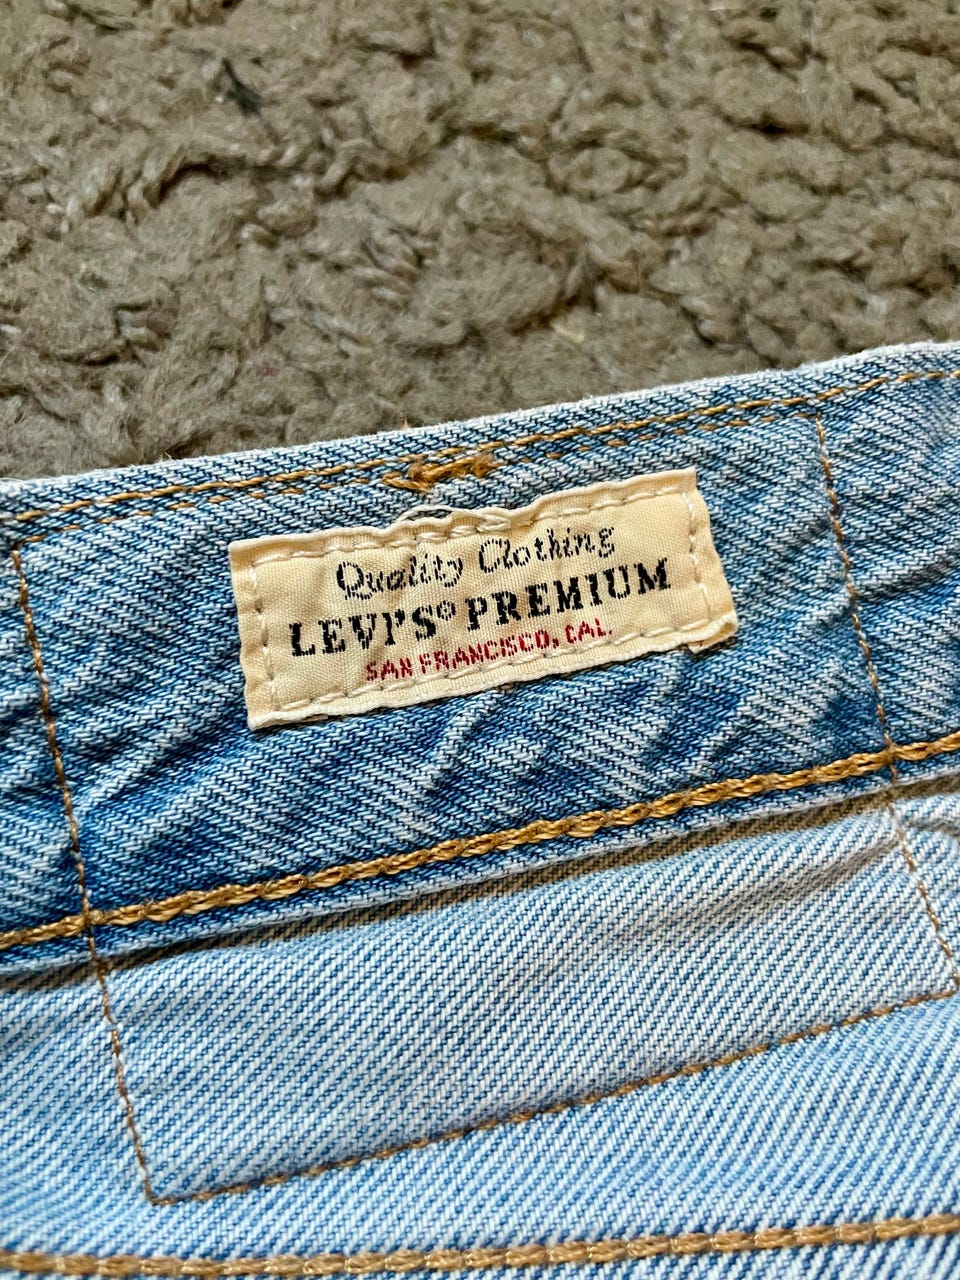 Quality Clothing
LEVI'S® PREMIUM
SAN FRANCISCO, CAL.